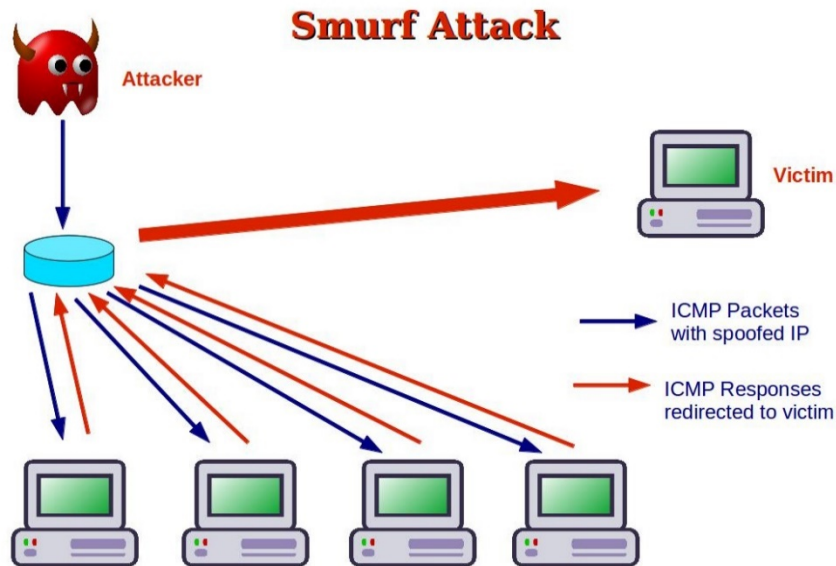 Smurf Attack
Attacker
Victim
ICMP Packets
with spoofed IP
ICMP Responses
redirected to victim